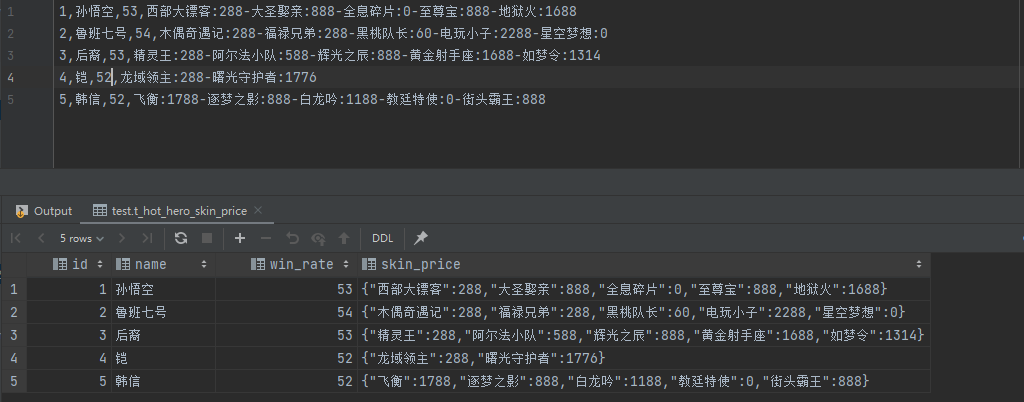 1 1,孙悟空,53,西部大镖客:288-大圣娶亲:888-全息碎片:0-至尊宝:888-地狱火:1688
2 2,鲁班七号,54,木偶奇遇记:288-福禄兄弟:288-黑桃队长:60-电玩小子:2288-星空梦想:0
3 3,后裔,53,精灵王:288-阿尔法小队:588-辉光之辰:888-黄金射手座:1688-如梦令:1314
4 4,铠,52,龙域领主:288-曙光守护者:1776
5 5,韩信,52,飞衡:1788-逐梦之影:888-白龙吟:1188-教廷特使:0-街头霸王:888
Output test.t_hot_hero_skin_price
5 rows DDL
id name win_rate skin_price
1 1 孙悟空 53 {"西部大镖客":288,"大圣娶亲":888,"全息碎片":0,"至尊宝":888,"地狱火":1688}
2 2 鲁班七号 54 {"木偶奇遇记":288,"福禄兄弟":288,"黑桃队长":60,"电玩小子":2288,"星空梦想":0}
3 3 后裔 53 {"精灵王":288,"阿尔法小队":588,"辉光之辰":888,"黄金射手座":1688,"如梦令":1314}
4 4 铠 52 {"龙域领主":288,"曙光守护者":1776}
5 5 韩信 52 {"飞衡":1788,"逐梦之影":888,"白龙吟":1188,"教廷特使":0,"街头霸王":888}